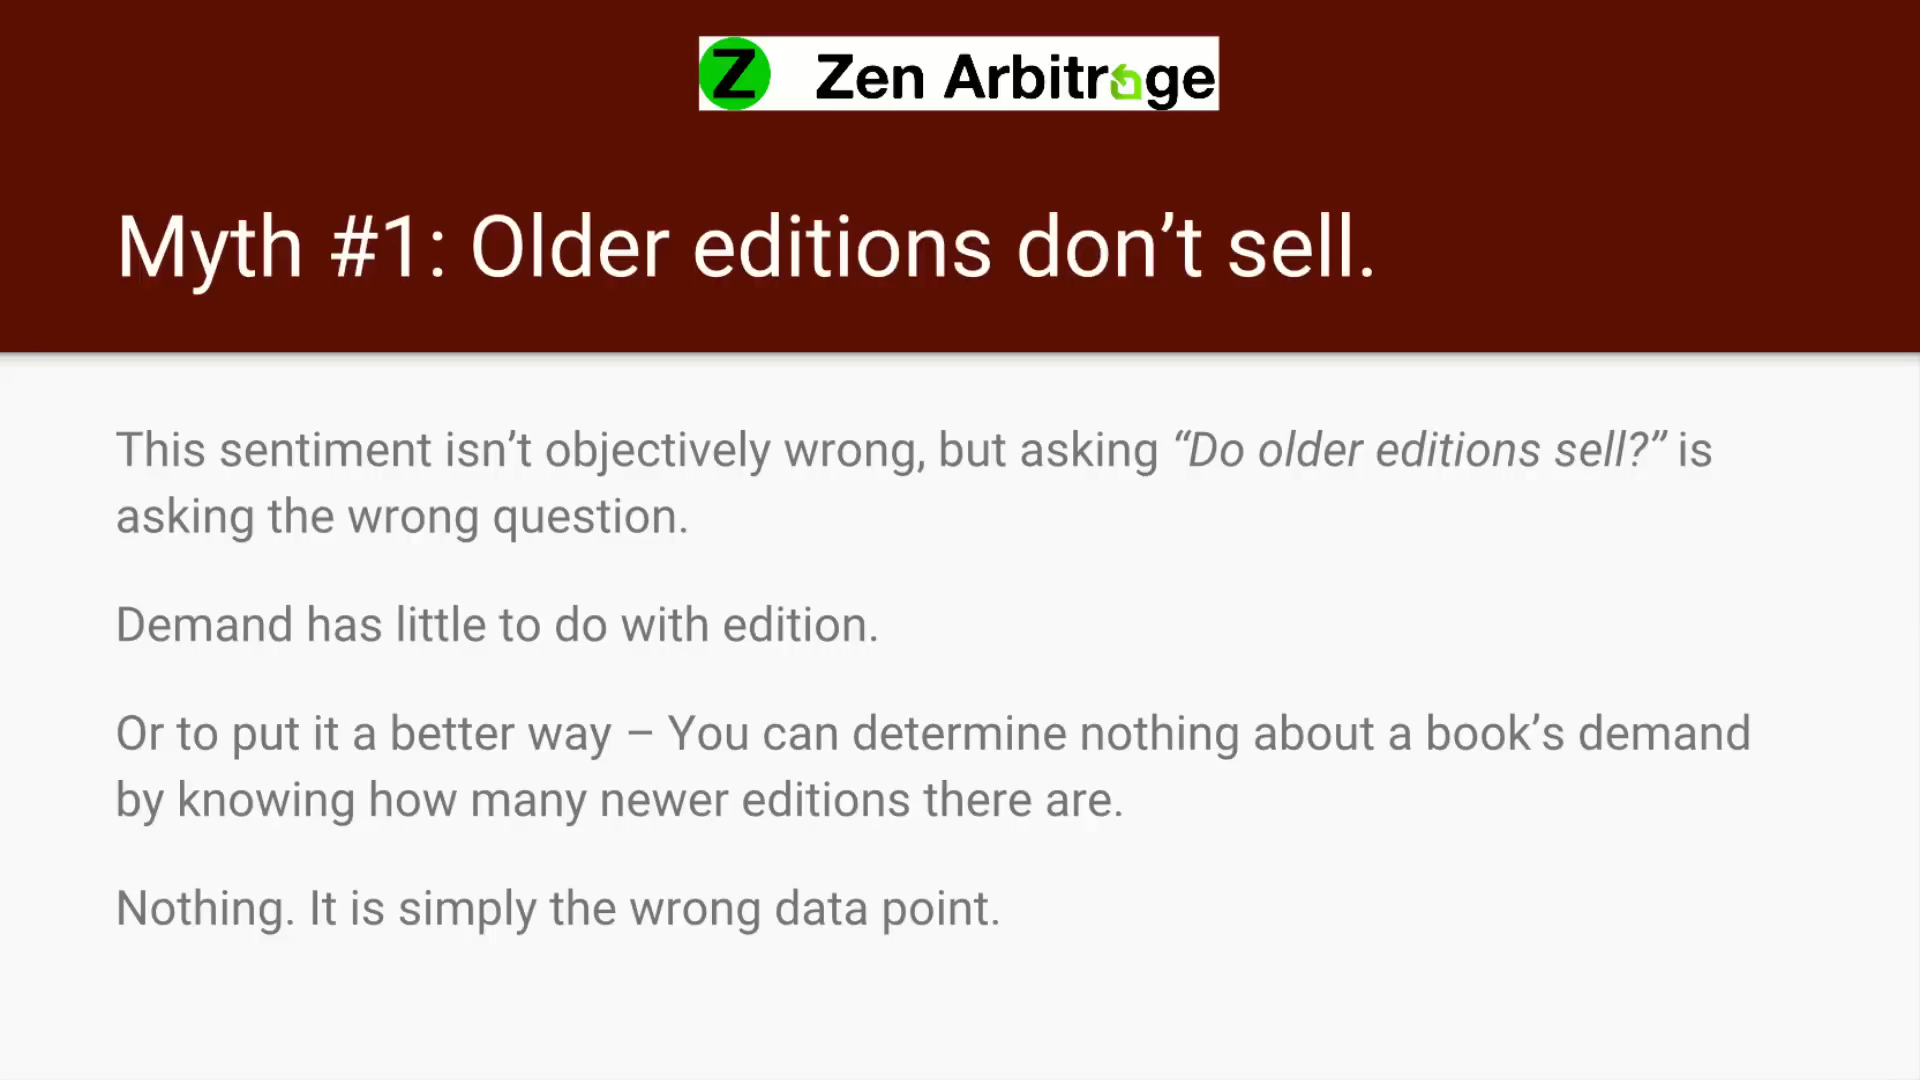 Z Zen Arbitrage
Myth #1: Older editions don’t sell.
This sentiment isn’t objectively wrong, but asking “Do older editions sell?” is
asking the wrong question.
Demand has little to do with edition.
Or to put it a better way – You can determine nothing about a book’s demand
by knowing how many newer editions there are.
Nothing. It is simply the wrong data point.